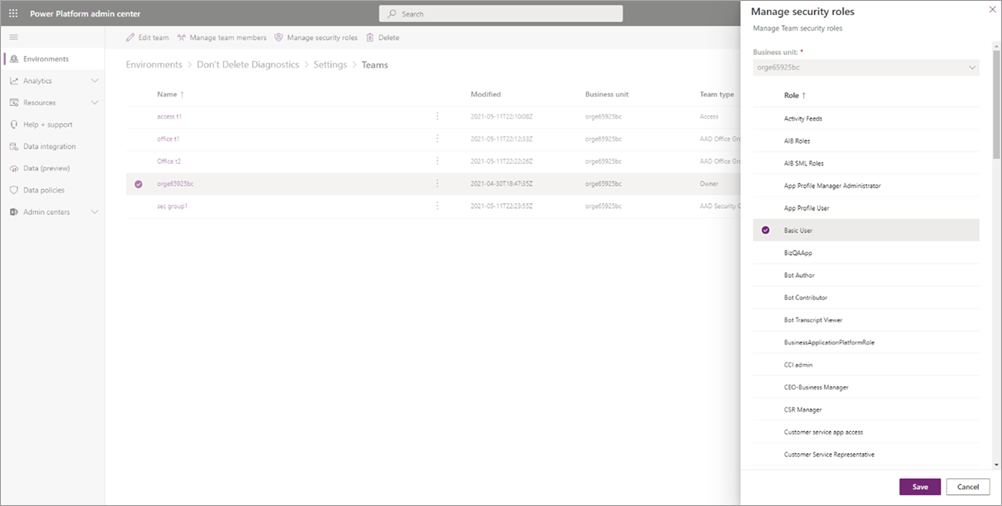 Power Platform admin center
Search
Edit team
Manage team members
Manage security roles
Delete
Environments
Analytics
Resources
Help + support
Data integration
Data (preview)
Data policies
Admin centers
Environments > Don't Delete Diagnostics > Settings > Teams
Name ↑ Modified Business unit Team type
access t1 2021-05-11T22:10:08Z orge65925bc Access
office t1 2021-05-11T22:12:33Z orge65925bc AAD Office Gro
Office t2 2021-05-11T22:22:26Z orge65925bc AAD Office Gro
orge65925bc 2021-04-30T18:47:35Z orge65925bc Owner
sec group1 2021-05-11T22:23:55Z orge65925bc AAD Security G
Manage security roles
Manage Team security roles
Business unit: *
orge65925bc
Role ↑
Activity Feeds
AIB Roles
AIB SML Roles
App Profile Manager Administrator
App Profile User
Basic User
BizQAApp
Bot Author
Bot Contributor
Bot Transcript Viewer
BusinessApplicationPlatformRole
CCI admin
CEO-Business Manager
CSR Manager
Customer service app access
Customer Service Representative
Save
Cancel